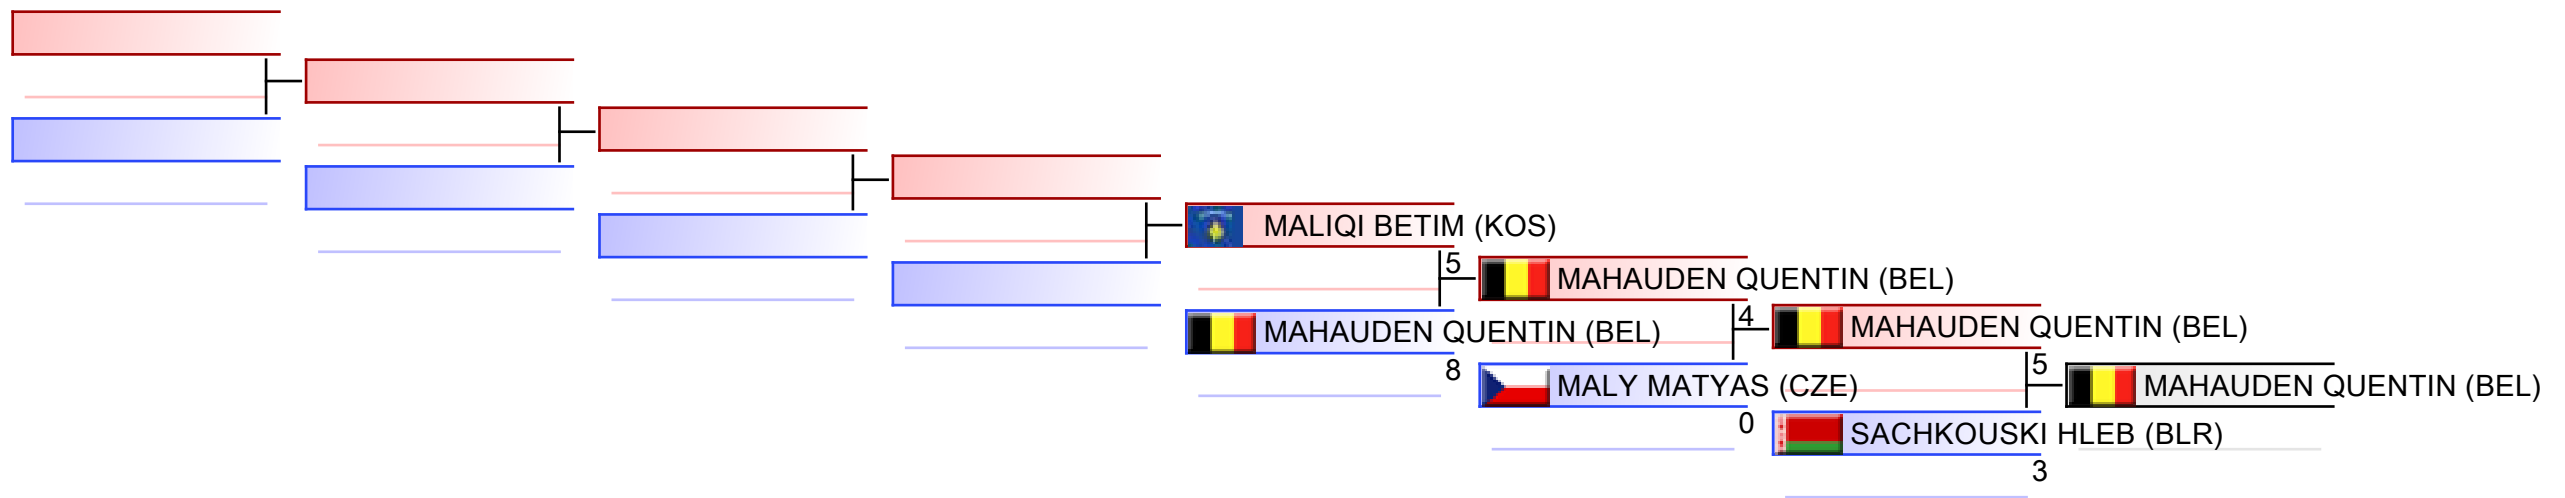 MALIQI BETIM (KOS)
5
MAHAUDEN QUENTIN (BEL)
8
MAHAUDEN QUENTIN (BEL)
4
MALY MATYAS (CZE)
0
MAHAUDEN QUENTIN (BEL)
5
SACHKOUSKI HLEB (BLR)
3
MAHAUDEN QUENTIN (BEL)